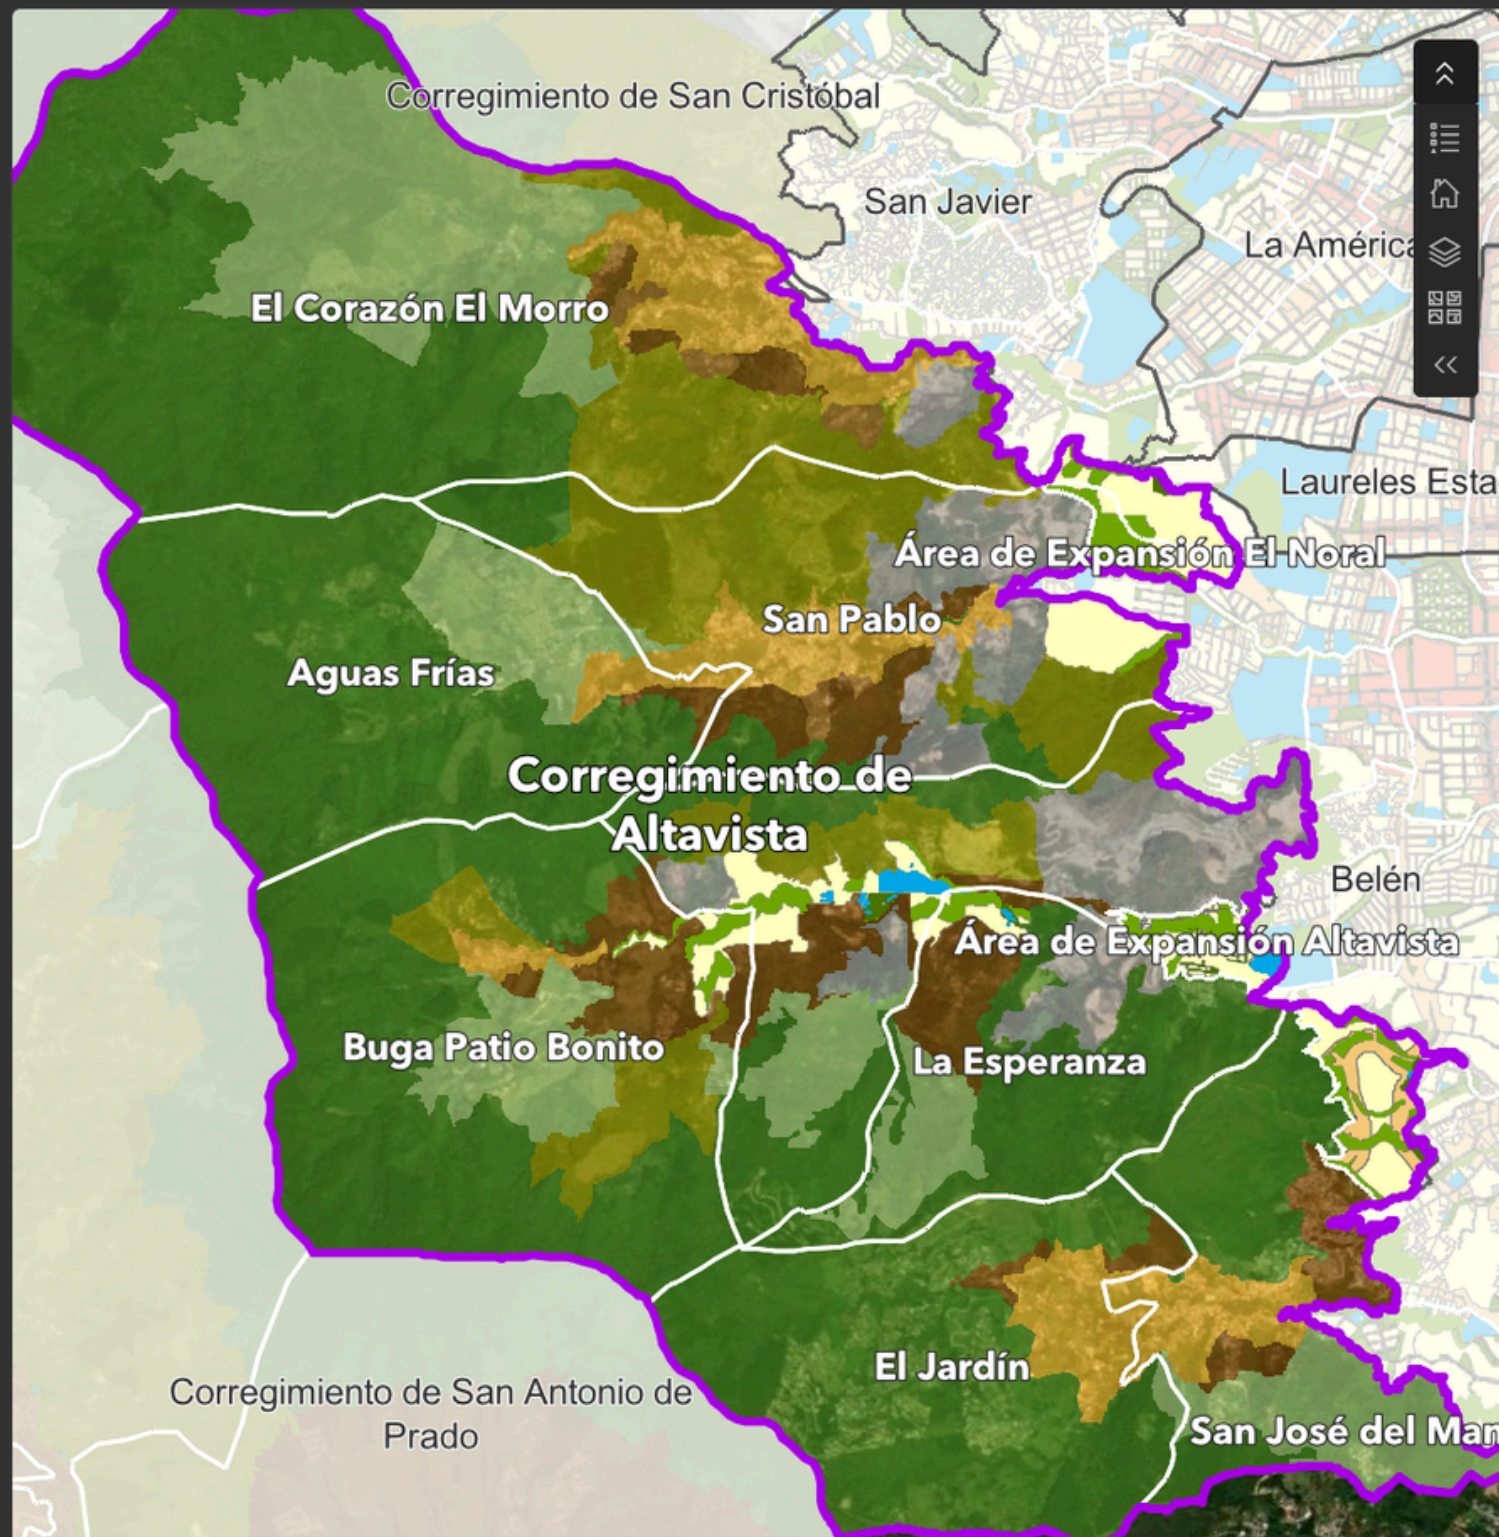 Corregimiento de San Cristóbal
San Javier
La América
El Corazón El Morro
Laureles Esta
Área de Expansión El Noral
San Pablo
Aguas Frías
Corregimiento de
Altavista
Belén
Área de Expansión Altavista
Buga Patio Bonito
La Esperanza
El Jardín
Corregimiento de San Antonio de
Prado
San José del Man